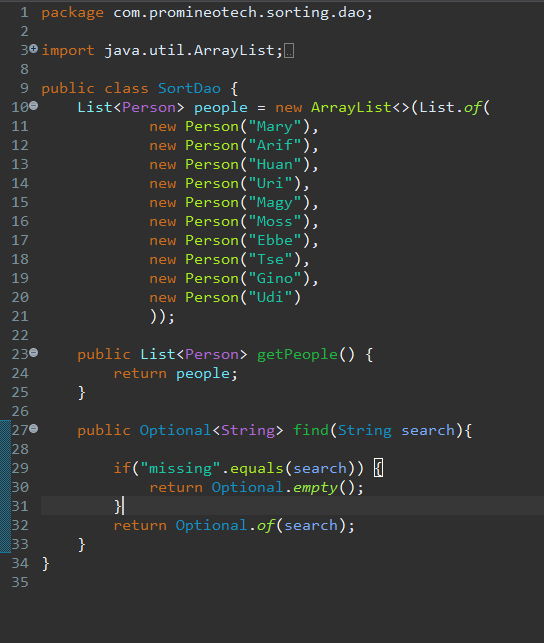 1 package com.promineotech.sorting.dao;
2
3 import java.util.ArrayList;
8
9 public class SortDao {
10 List<Person> people = new ArrayList<>(List.of(
11 new Person("Mary"),
12 new Person("Arif"),
13 new Person("Huan"),
14 new Person("Uri"),
15 new Person("Magy"),
16 new Person("Moss"),
17 new Person("Ebbe"),
18 new Person("Tse"),
19 new Person("Gino"),
20 new Person("Udi")
21 ));
22
23 public List<Person> getPeople() {
24 return people;
25 }
26
27 public Optional<String> find(String search){
28
29 if("missing".equals(search)) {
30 return Optional.empty();
31 }
32 return Optional.of(search);
33 }
34 }
35